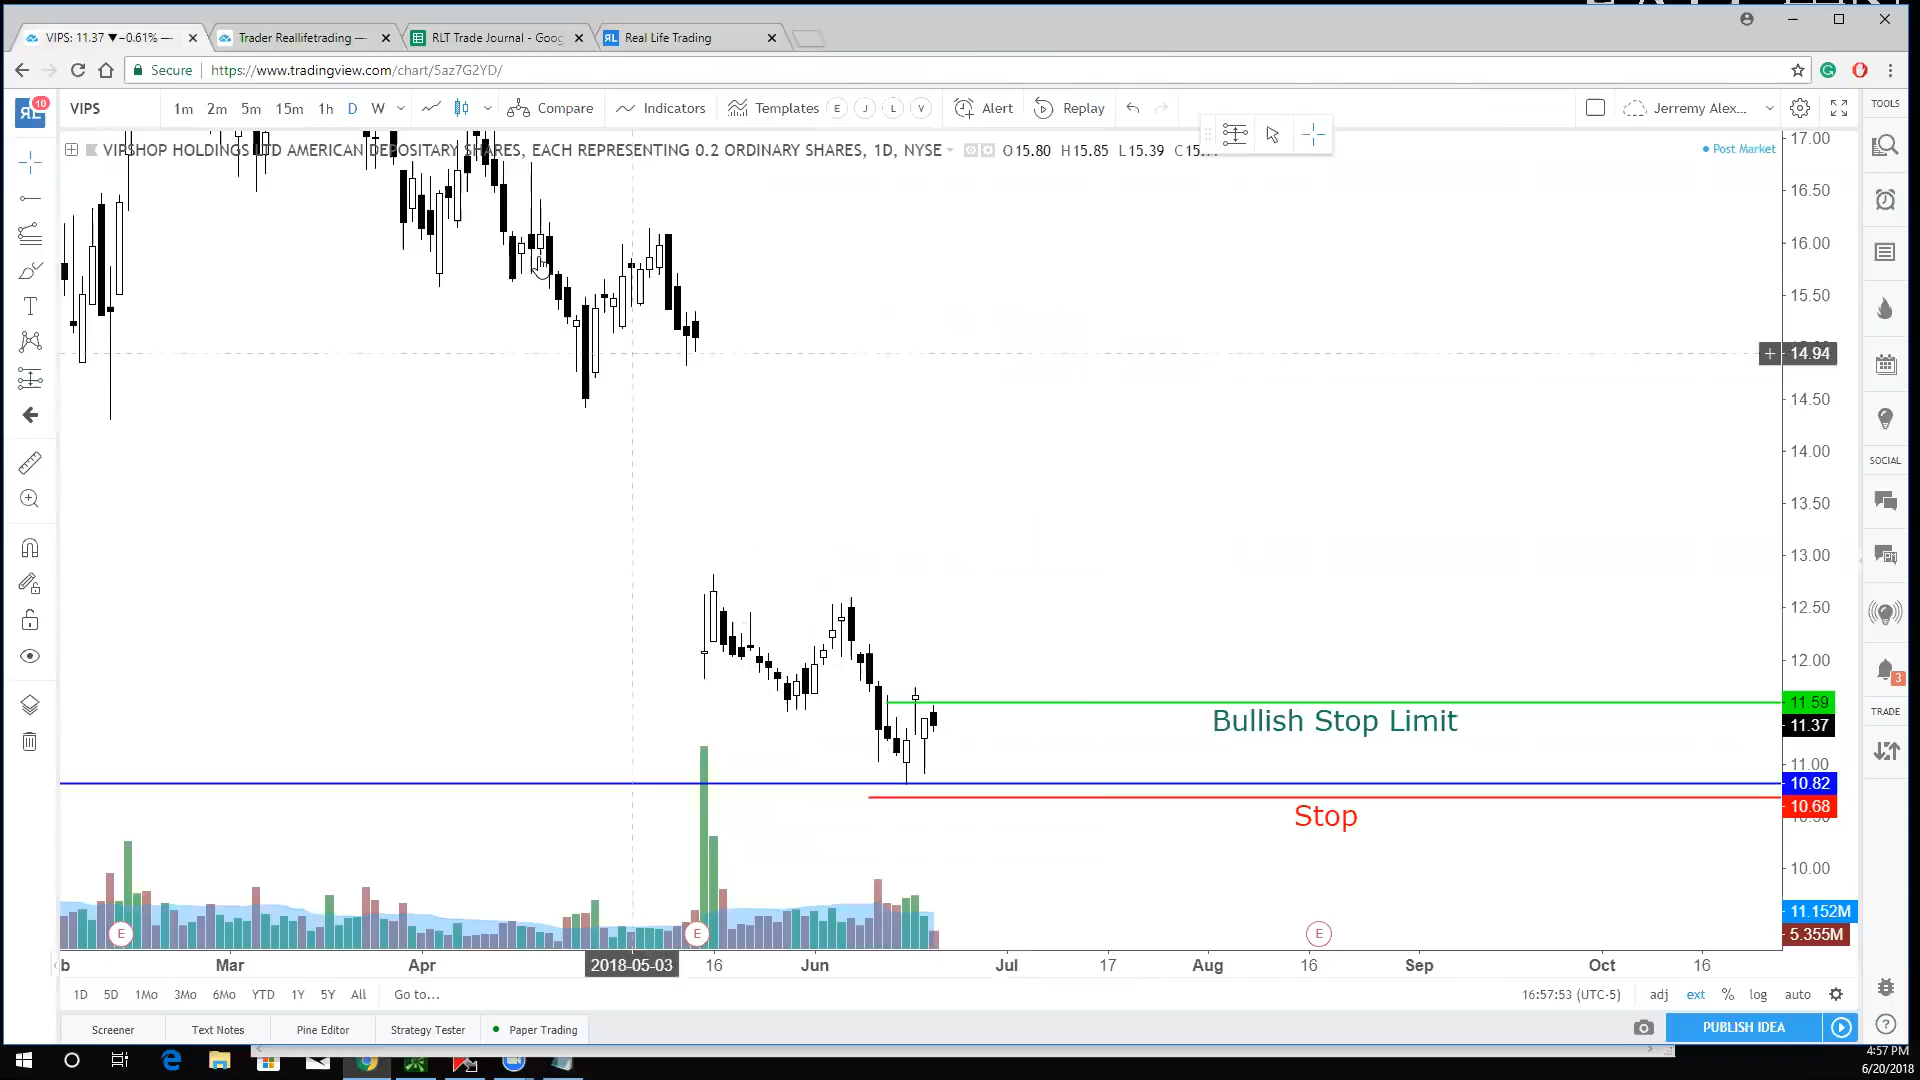 VIPS: 11.37 ▼−0.61% —
Trader Reallifetrading —
RLT Trade Journal - Goog
RL Real Life Trading
Secure https://www.tradingview.com/chart/5az7G2YD/
RL 10
VIPS 1m 2m 5m 15m 1h D W Compare Indicators Templates E J L V Alert Replay Jerremy Alex...
TOOLS
VIPSHOP HOLDINGS LTD AMERICAN DEPOSITARY SHARES, EACH REPRESENTING 0.2 ORDINARY SHARES, 1D, NYSE O15.80 H15.85 L15.39
Post Market
17.00
16.50
16.00
15.50
14.94
14.50
14.00
13.50
13.00
12.50
12.00
11.59
Bullish Stop Limit
11.37
11.00
10.82
10.68
Stop
10.00
11.152M
5.355M
SOCIAL
3
TRADE
E E E
b Mar Apr 2018-05-03 16 Jun Jul 17 Aug 16 Sep Oct 16
1D 5D 1Mo 3Mo 6Mo YTD 1Y 5Y All Go to... 16:57:53 (UTC-5) adj ext % log auto
Screener Text Notes Pine Editor Strategy Tester Paper Trading PUBLISH IDEA
4:57 PM
6/20/2018